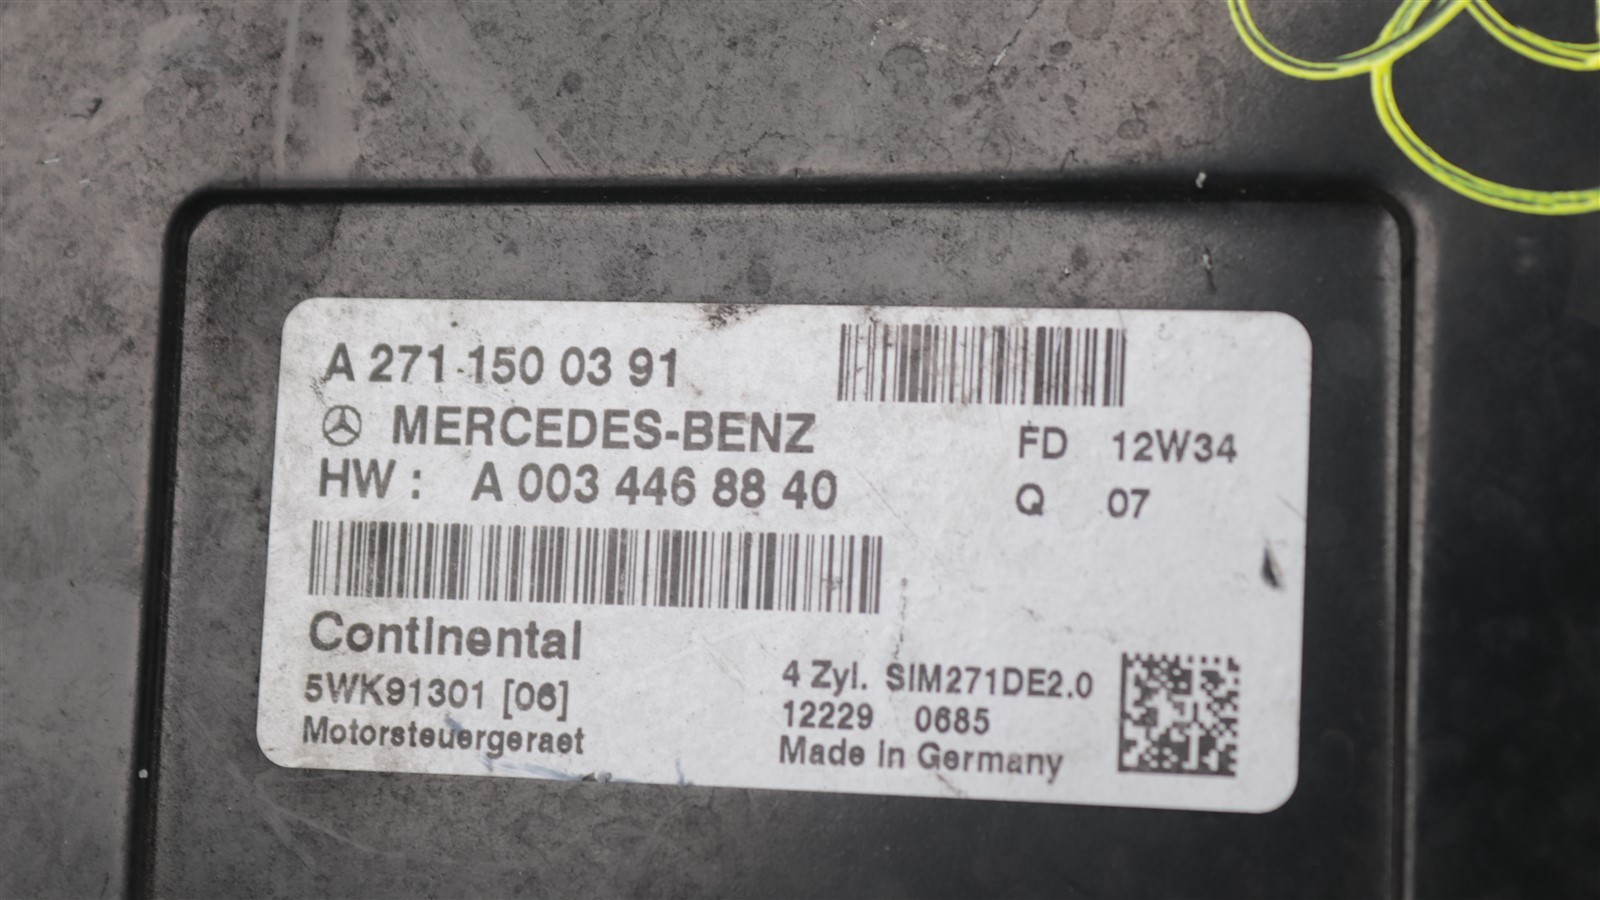 A 271 150 03 91
MERCEDES-BENZ
HW : A 003 446 88 40
FD 12W34
Q 07
Continental
5WK91301 [06]
Motorsteuergeraet
4 Zyl. SIM271DE2.0
12229 0685
Made in Germany